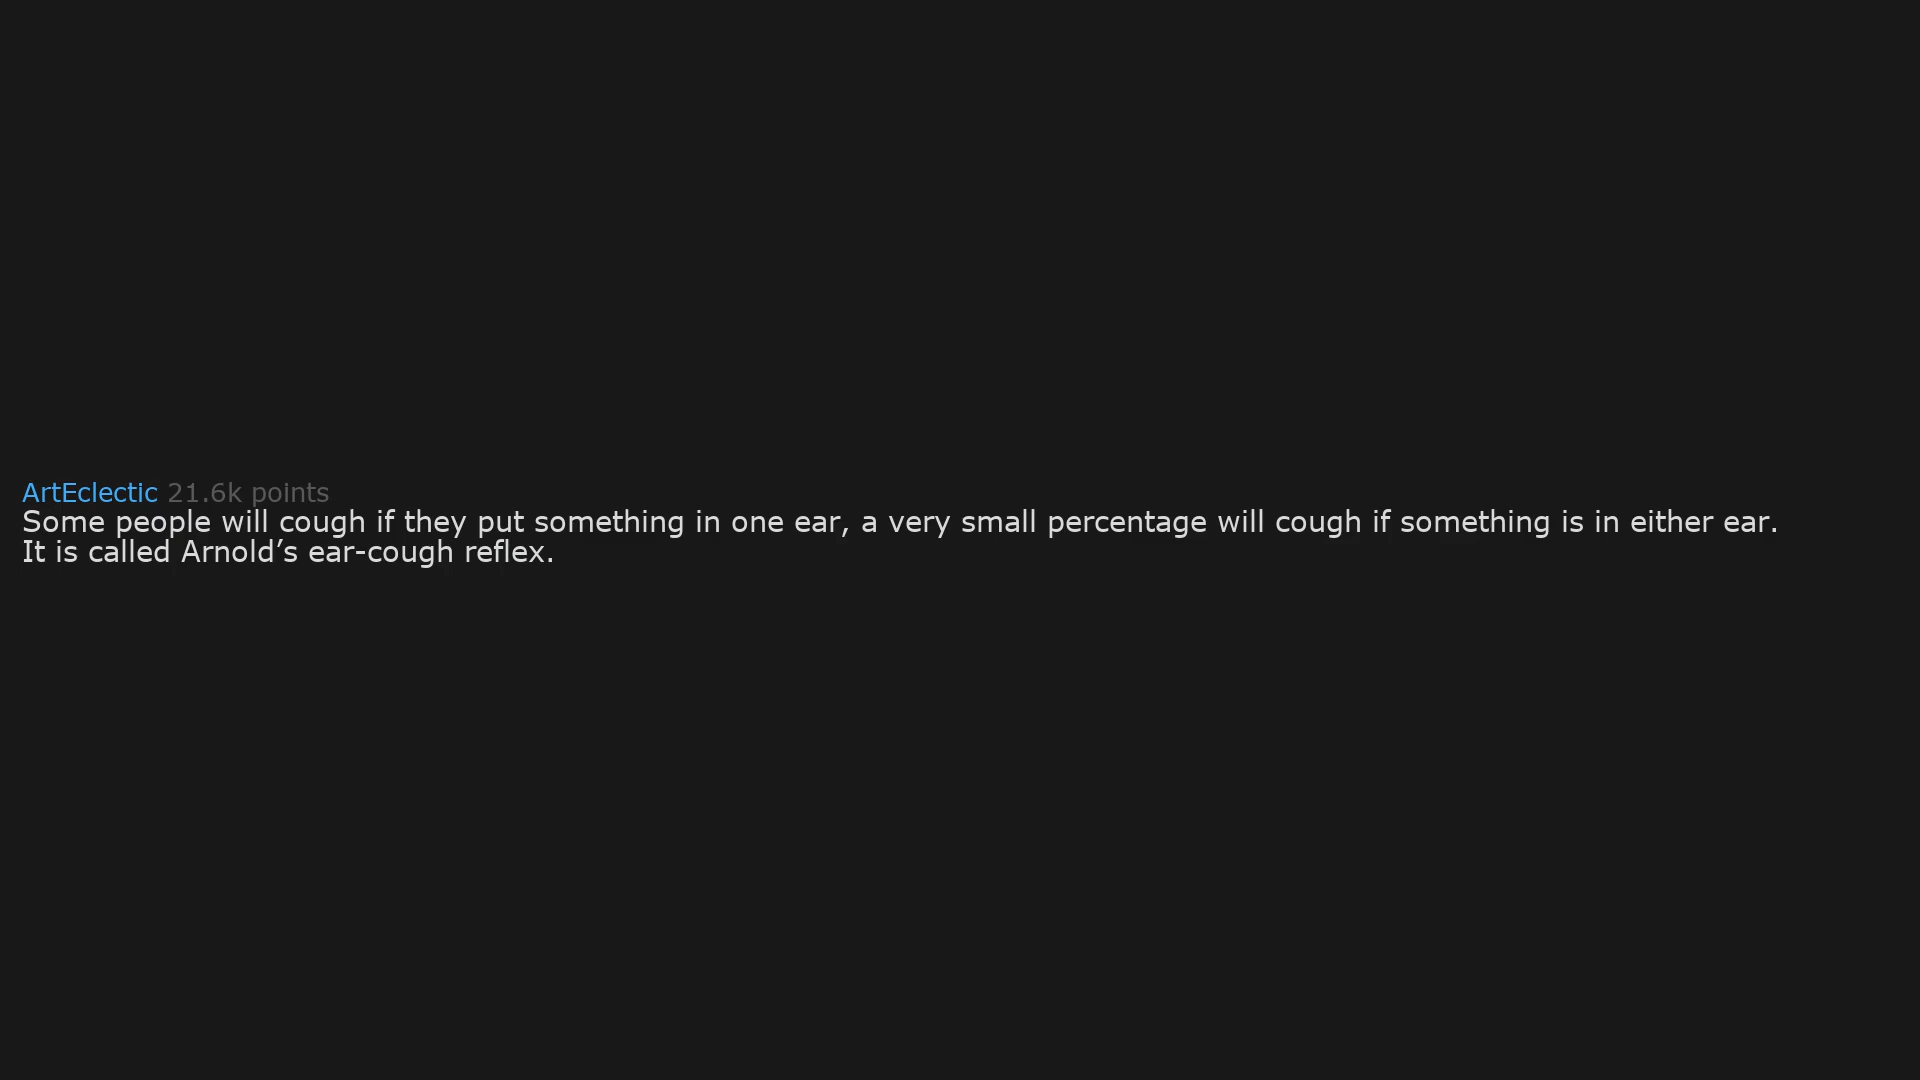 ArtEclectic 21.6k points
Some people will cough if they put something in one ear, a very small percentage will cough if something is in either ear.
It is called Arnold’s ear-cough reflex.